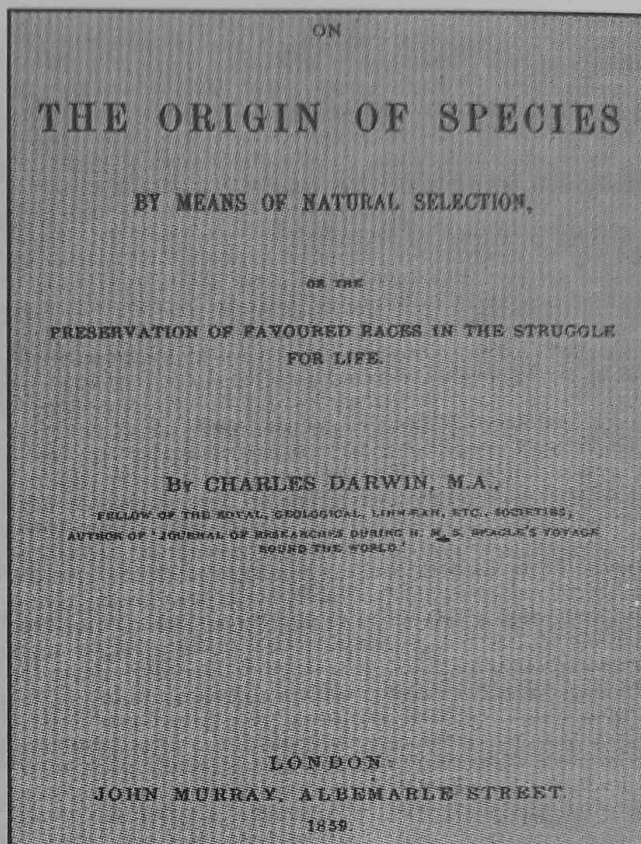 ON
THE ORIGIN OF SPECIES
BY MEANS OF NATURAL SELECTION,
OR THE
PRESERVATION OF FAVOURED RACES IN THE STRUGGLE
FOR LIFE.
BY CHARLES DARWIN, M.A.,
FELLOW OF THE ROYAL, GEOLOGICAL, LINNÆAN, ETC., SOCIETIES;
AUTHOR OF 'JOURNAL OF RESEARCHES DURING H. M. S. BEAGLE'S VOYAGE
ROUND THE WORLD.'
LONDON:
JOHN MURRAY, ALBEMARLE STREET.
1859.